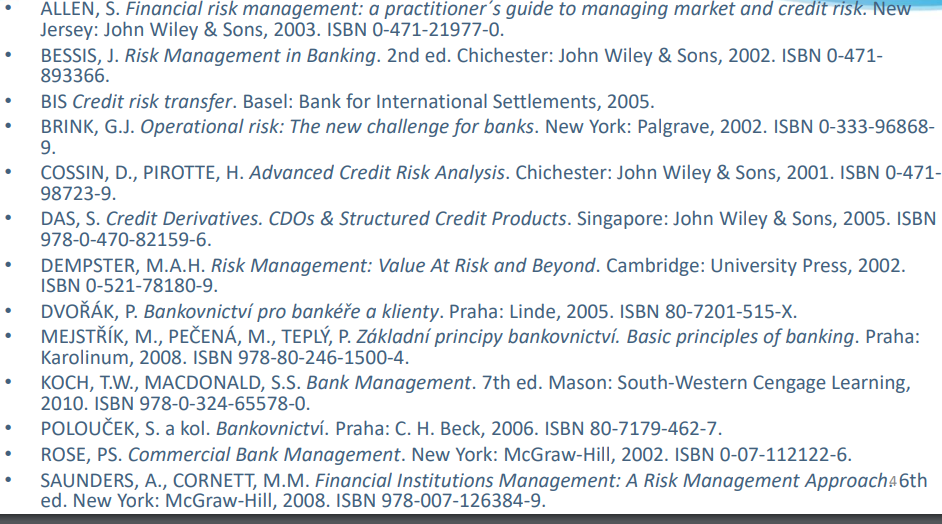 • ALLEN, S. Financial risk management: a practitioner´s guide to managing market and credit risk. New
Jersey: John Wiley & Sons, 2003. ISBN 0-471-21977-0.
• BESSIS, J. Risk Management in Banking. 2nd ed. Chichester: John Wiley & Sons, 2002. ISBN 0-471-
893366.
• BIS Credit risk transfer. Basel: Bank for International Settlements, 2005.
• BRINK, G.J. Operational risk: The new challenge for banks. New York: Palgrave, 2002. ISBN 0-333-96868-
9.
• COSSIN, D., PIROTTE, H. Advanced Credit Risk Analysis. Chichester: John Wiley & Sons, 2001. ISBN 0-471-
98723-9.
• DAS, S. Credit Derivatives. CDOs & Structured Credit Products. Singapore: John Wiley & Sons, 2005. ISBN
978-0-470-82159-6.
• DEMPSTER, M.A.H. Risk Management: Value At Risk and Beyond. Cambridge: University Press, 2002.
ISBN 0-521-78180-9.
• DVOŘÁK, P. Bankovnictví pro bankéře a klienty. Praha: Linde, 2005. ISBN 80-7201-515-X.
• MEJSTŘÍK, M., PEČENÁ, M., TEPLÝ, P. Základní principy bankovnictví. Basic principles of banking. Praha:
Karolinum, 2008. ISBN 978-80-246-1500-4.
• KOCH, T.W., MACDONALD, S.S. Bank Management. 7th ed. Mason: South-Western Cengage Learning,
2010. ISBN 978-0-324-65578-0.
• POLOUČEK, S. a kol. Bankovnictví. Praha: C. H. Beck, 2006. ISBN 80-7179-462-7.
• ROSE, PS. Commercial Bank Management. New York: McGraw-Hill, 2002. ISBN 0-07-112122-6.
• SAUNDERS, A., CORNETT, M.M. Financial Institutions Management: A Risk Management Approach. 4 6th
ed. New York: McGraw-Hill, 2008. ISBN 978-007-126384-9.